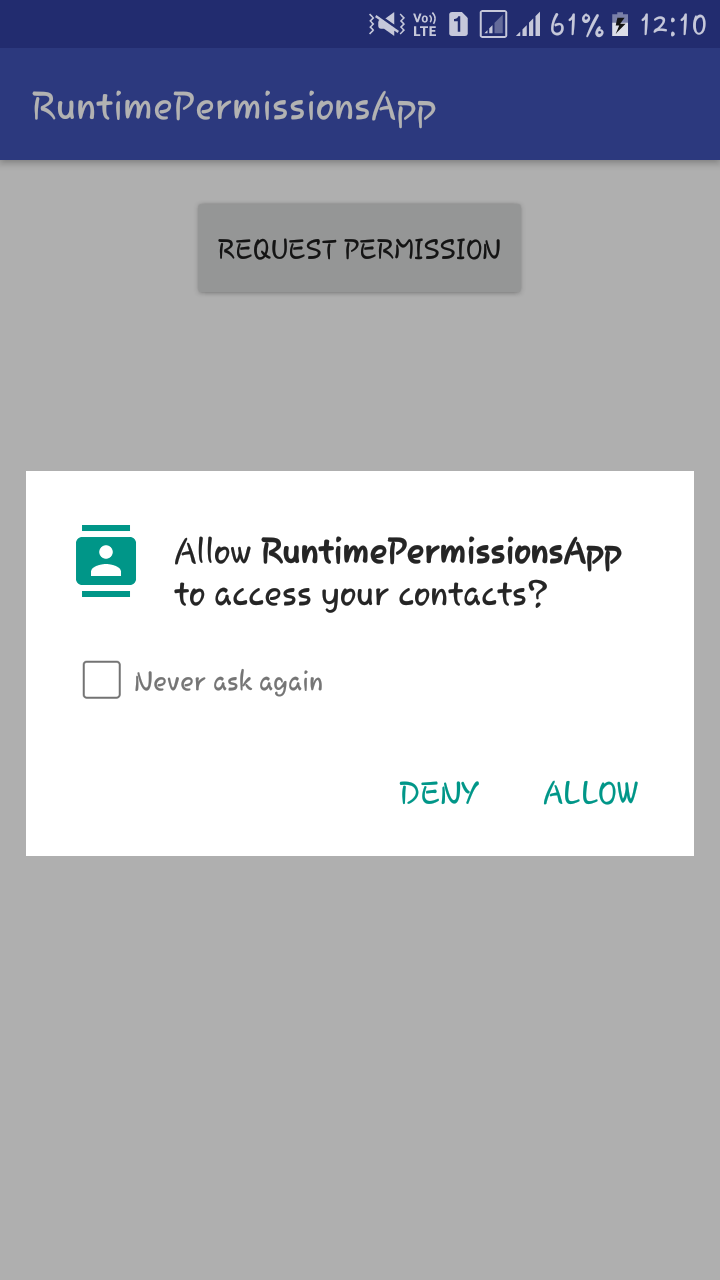 Vo)) LTE 1 61% 12:10
RuntimePermissionsApp
REQUEST PERMISSION
Allow RuntimePermissionsApp
to access your contacts?
Never ask again
DENY ALLOW